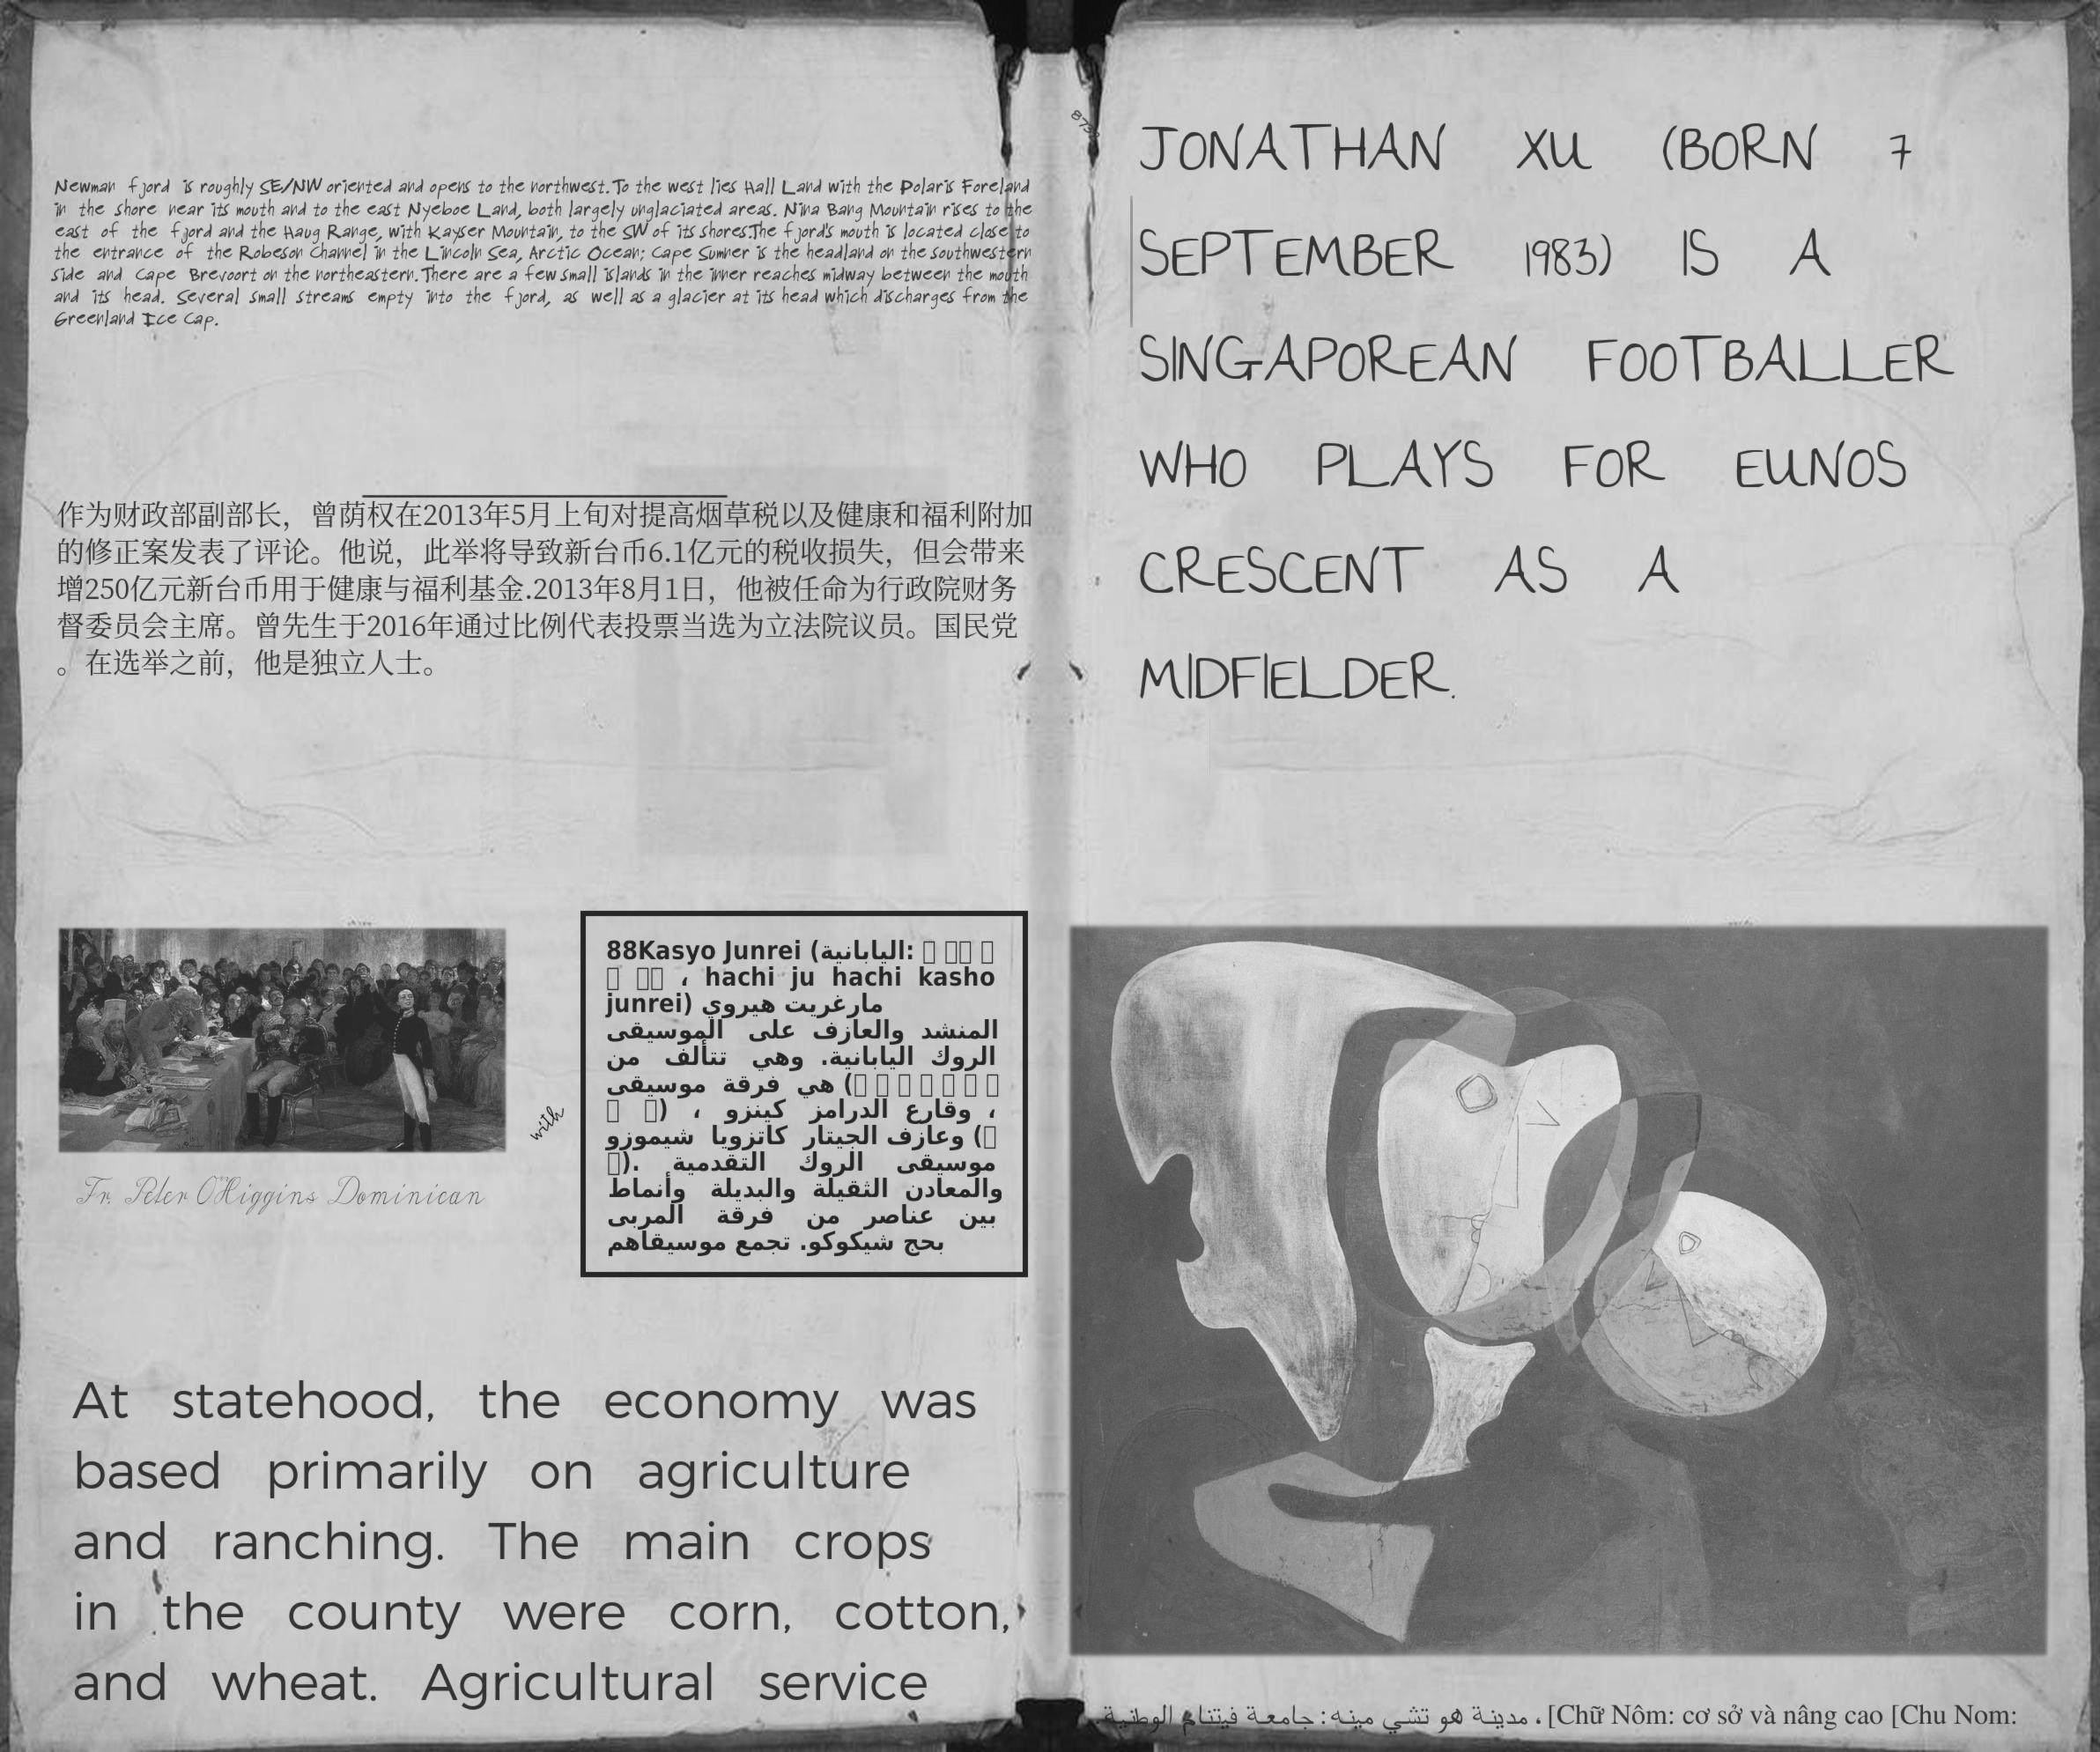 Newman fjord is roughly SE/NW oriented and opens to the northwest. To the west lies Hall Land with the Polaris Foreland
in the shore near its mouth and to the east Nyeboe Land, both largely unglaciated areas. Nina Bang Mountain rises to the
east of the fjord and the Haug Range, with Kayser Mountain, to the SW of its shores.The fjord's mouth is located close to
the entrance of the Robeson Channel in the Lincoln Sea, Arctic Ocean; Cape Sumner is the headland on the southwestern
side and Cape Brevoort on the northeastern. There are a few small islands in the inner reaches midway between the mouth
and its head. Several small streams empty into the fjord, as well as a glacier at its head which discharges from the
Greenland Ice Cap.
作为财政部副部长，曾荫权在2013年5月上旬对提高烟草税以及健康和福利附加
的修正案发表了评论。他说，此举将导致新台币6.1亿元的税收损失，但会带来
增250亿元新台币用于健康与福利基金.2013年8月1日，他被任命为行政院财务
督委员会主席。曾先生于2016年通过比例代表投票当选为立法院议员。国民党
。在选举之前，他是独立人士。
Fr. Peter O'Higgins Dominican
with
88Kasyo Junrei (اليابانية:
، hachi ju hachi kasho
junrei) مارغريت هيروي
المنشد والعازف على الموسيقى
الروك اليابانية. وهي تتألف من
) هي فرقة موسيقى
، وقارع الدرامز كينزو ، (
) وعازف الجيتار كاتزويا شيموزو
). موسيقى الروك التقدمية
والمعادن الثقيلة والبديلة وأنماط
بين عناصر من فرقة المربى
بحج شيكوكو. تجمع موسيقاهم
At statehood, the economy was
based primarily on agriculture
and ranching. The main crops
in the county were corn, cotton,
and wheat. Agricultural service
JONATHAN XU (BORN 7
SEPTEMBER 1983) IS A
SINGAPOREAN FOOTBALLER
WHO PLAYS FOR EUNOS
CRESCENT AS A
MIDFIELDER.
مدينة هو تشي مينه: جامعة فيتنام الوطنية، [Chữ Nôm: cơ sở và nâng cao [Chu Nom: